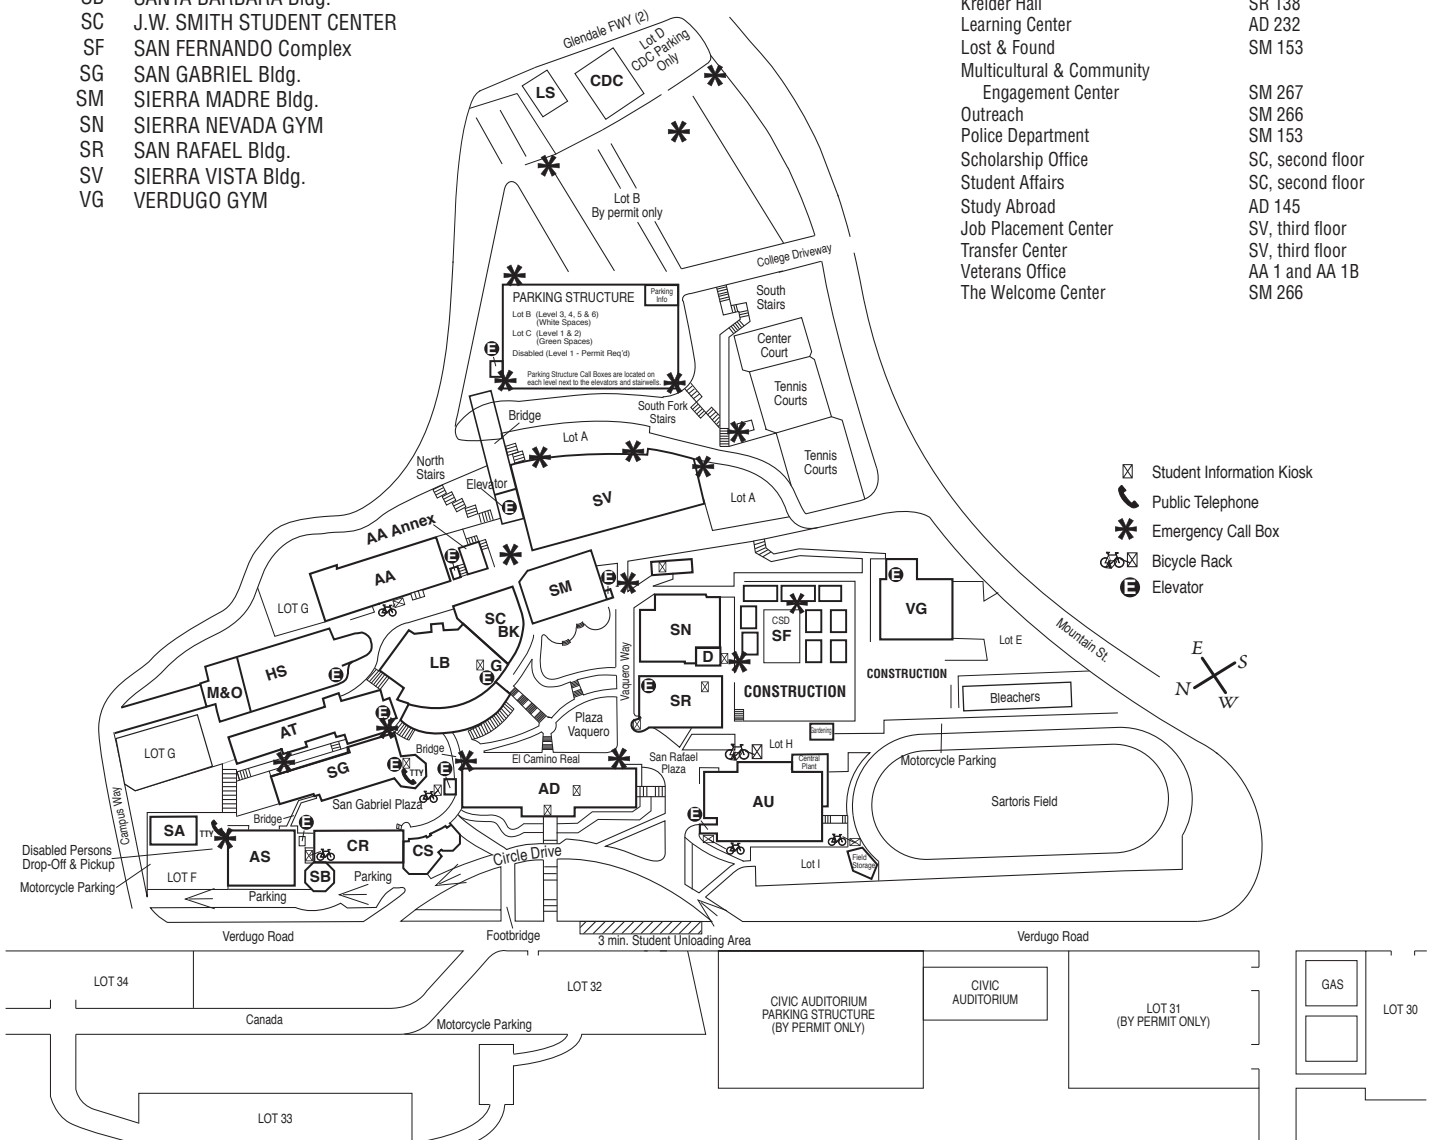 SB SANTA BARBARA Bldg.
SC J.W. SMITH STUDENT CENTER
SF SAN FERNANDO Complex
SG SAN GABRIEL Bldg.
SM SIERRA MADRE Bldg.
SN SIERRA NEVADA GYM
SR SAN RAFAEL Bldg.
SV SIERRA VISTA Bldg.
VG VERDUGO GYM
Kreider Hall SR 138
Learning Center AD 232
Lost & Found SM 153
Multicultural & Community
Engagement Center SM 267
Outreach SM 266
Police Department SM 153
Scholarship Office SC, second floor
Student Affairs SC, second floor
Study Abroad AD 145
Job Placement Center SV, third floor
Transfer Center SV, third floor
Veterans Office AA 1 and AA 1B
The Welcome Center SM 266
Glendale FWY (2)
Lot D
CDC Parking
Only
LS
CDC
Lot B
By permit only
College Driveway
PARKING STRUCTURE
Parking
Info
Lot B (Level 3, 4, 5 & 6)
(White Spaces)
Lot C (Level 1 & 2)
(Green Spaces)
Disabled (Level 1 - Permit Req'd)
Parking Structure Call Boxes are located on
each level next to the elevators and stairwells.
E
South
Stairs
Center
Court
Tennis
Courts
Tennis
Courts
South Fork
Stairs
Bridge
Lot A
North
Stairs
Elevator
E
SV
Lot A
Student Information Kiosk
Public Telephone
Emergency Call Box
Bicycle Rack
E Elevator
AA Annex
AA
E
LOT G
SM
E
SC
BK
LB
G
E
HS
E
M&O
AT
E
LOT G
SG
E
TTY
Bridge
E
San Gabriel Plaza
SN
D
CSD
SF
CONSTRUCTION
E
VG
Lot E
CONSTRUCTION
Mountain St.
E
S
N
W
Vaquero Way
E
SR
Plaza
Vaquero
El Camino Real
San Rafael
Plaza
Lot H
Gardening
Central
Plant
Bleachers
Motorcycle Parking
Sartoris Field
AD
AU
E
Lot I
Field
Storage
Campus Way
SA
TTY
Bridge
E
AS
CR
CS
SB
LOT F
Disabled Persons
Drop-Off & Pickup
Motorcycle Parking
Parking
Parking
Circle Drive
Footbridge
3 min. Student Unloading Area
Verdugo Road
Verdugo Road
LOT 34
Canada
LOT 32
Motorcycle Parking
LOT 33
CIVIC AUDITORIUM
PARKING STRUCTURE
(BY PERMIT ONLY)
CIVIC
AUDITORIUM
LOT 31
(BY PERMIT ONLY)
GAS
LOT 30